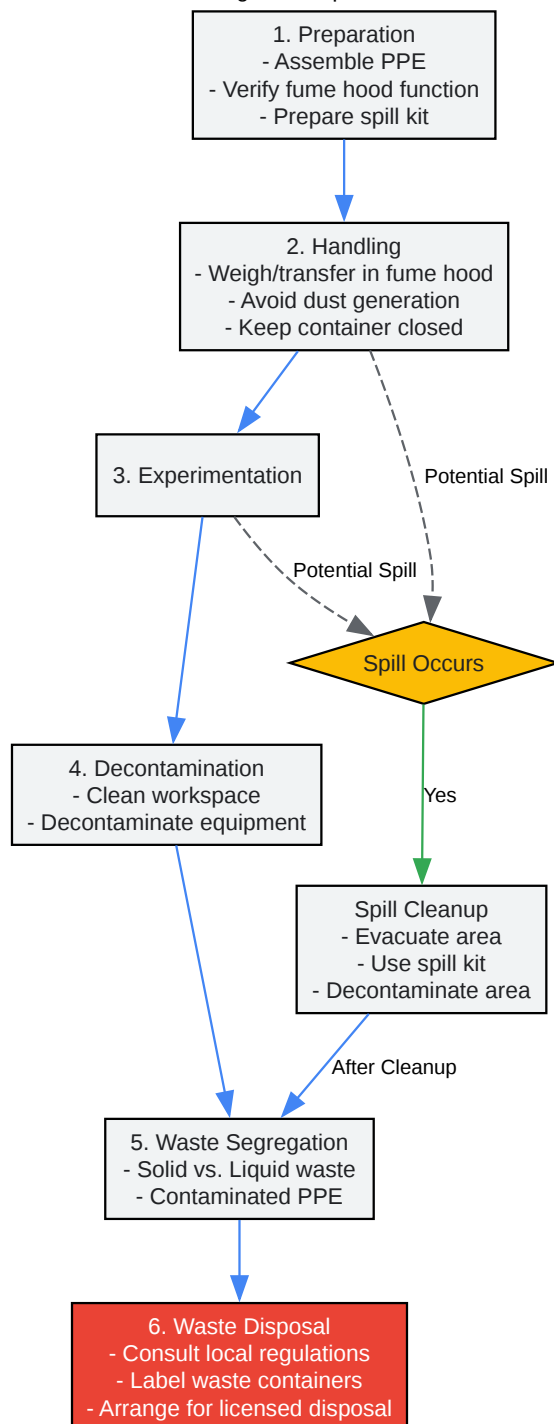 1. Preparation
- Assemble PPE
- Verify fume hood function
- Prepare spill kit
2. Handling
- Weigh/transfer in fume hood
- Avoid dust generation
- Keep container closed
3. Experimentation
Potential Spill
Potential Spill
Spill Occurs
4. Decontamination
- Clean workspace
- Decontaminate equipment
Yes
Spill Cleanup
- Evacuate area
- Use spill kit
- Decontaminate area
After Cleanup
5. Waste Segregation
- Solid vs. Liquid waste
- Contaminated PPE
6. Waste Disposal
- Consult local regulations
- Label waste containers
- Arrange for licensed disposal